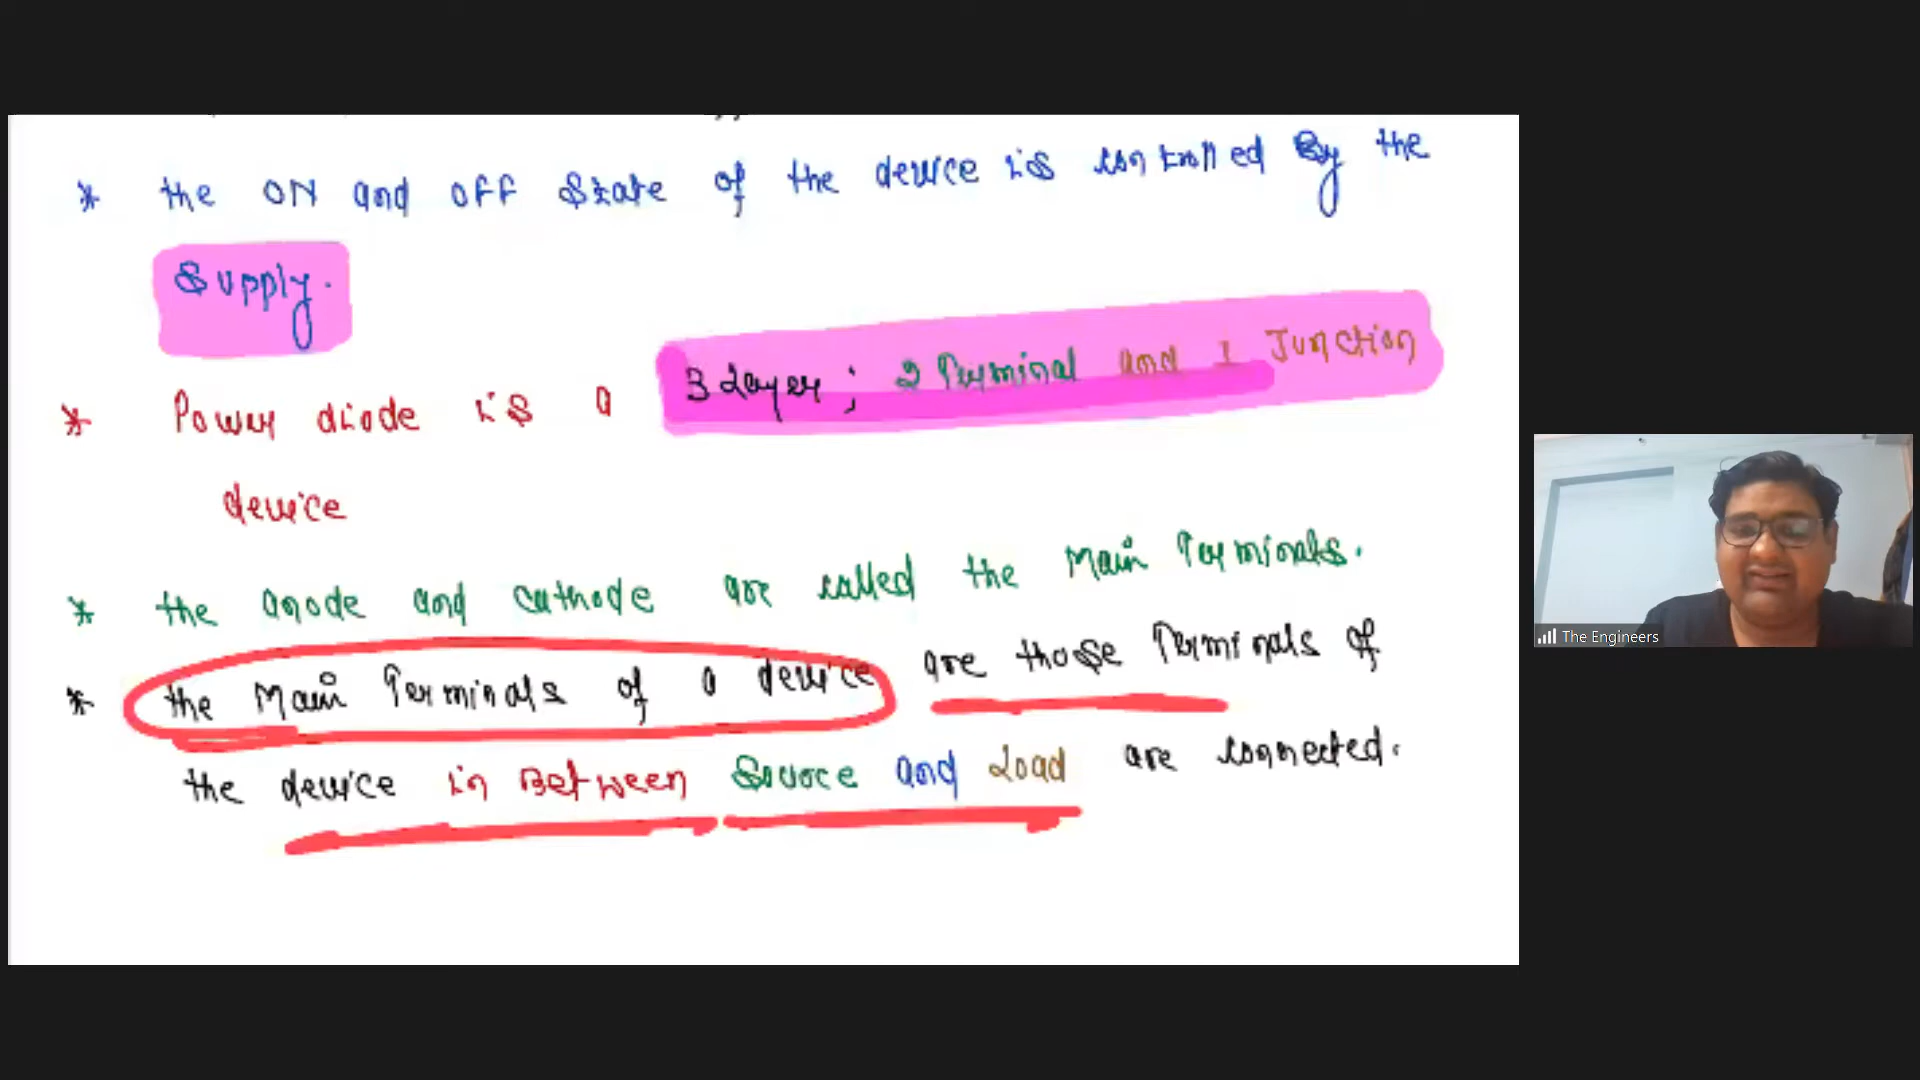 * the ON and OFF State of the device is controlled By the
Supply.
* Power diode is a 3 Layer; 2 Terminal and 1 Junction
device
* the anode and cathode are called the Main Terminals.
* the Main Terminals of a device are those Terminals of
the device in Between Source and Load are connected.
The Engineers